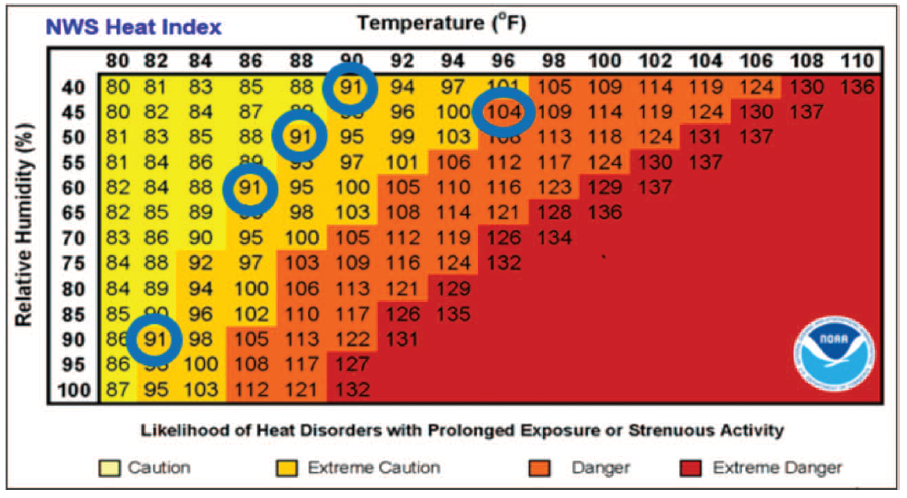 NWS Heat Index
Temperature (°F)
80 82 84 86 88 90 92 94 96 98 100 102 104 106 108 110
40 80 81 83 85 88 91 94 97 101 105 109 114 119 124 130 136
45 80 82 84 87 89 96 100 104 109 114 119 124 130 137
50 81 83 85 88 91 95 99 103 108 113 118 124 131 137
55 81 84 86 89 93 97 101 106 112 117 124 130 137
60 82 84 88 91 95 100 105 110 116 123 129 137
65 82 85 89 98 103 108 114 121 128 136
70 83 86 90 95 100 105 112 119 126 134
75 84 88 92 97 103 109 116 124 132
80 84 89 94 100 106 113 121 129
85 85 90 96 102 110 117 126 135
90 86 91 98 105 113 122 131
95 86 100 108 117 127
100 87 95 103 112 121 132
Relative Humidity (%)
NOAA
Likelihood of Heat Disorders with Prolonged Exposure or Strenuous Activity
Caution Extreme Caution Danger Extreme Danger